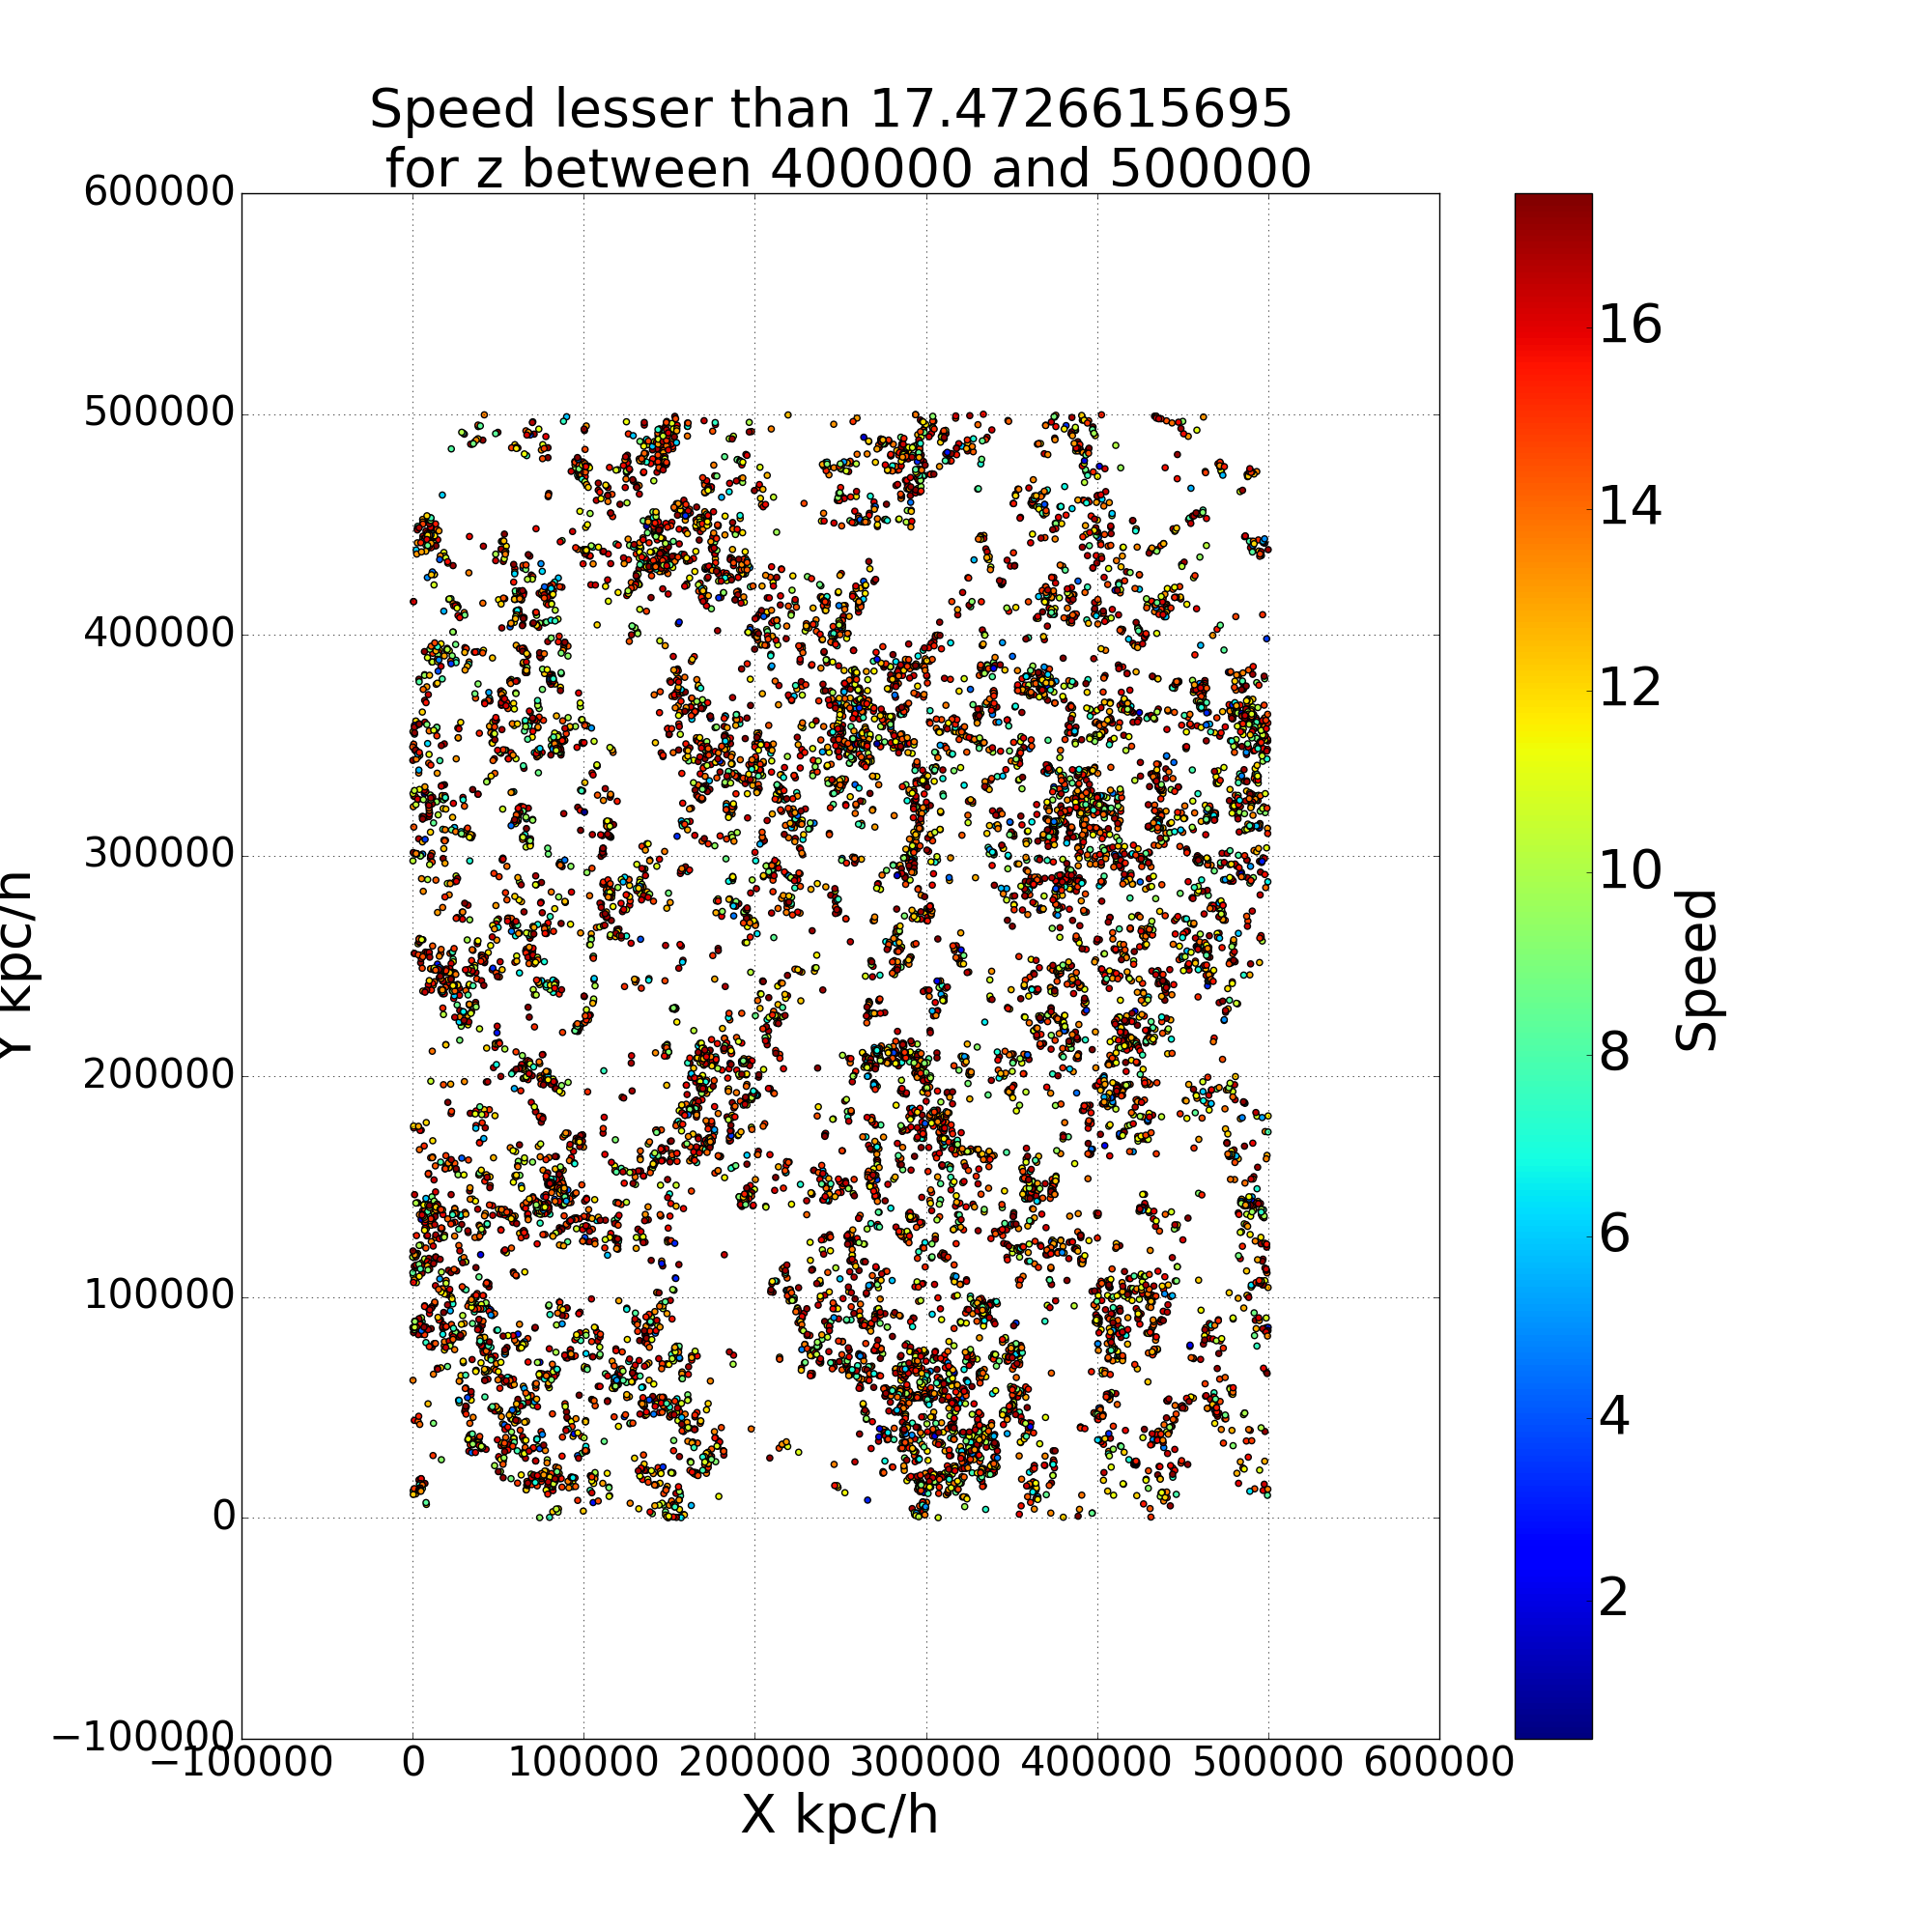 Speed lesser than 17.4726615695
for z between 400000 and 500000
600000
500000
400000
300000
200000
100000
0
−100000
Y kpc/h
−100000 0 100000 200000 300000 400000 500000 600000
X kpc/h
16
14
12
10
8
6
4
2
Speed